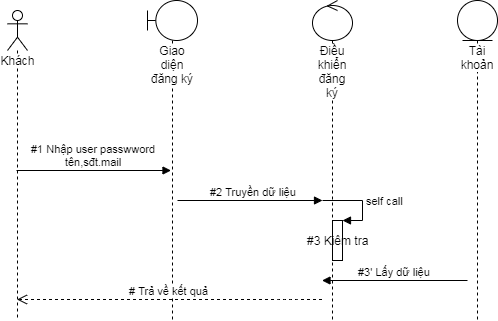 Khách
Giao
diện
đăng ký
Điều
khiển
đăng
ký
Tài
khoản
#1 Nhập user passwword
tên,sđt.mail
#2 Truyền dữ liệu
self call
#3 Kiêm tra
#3' Lấy dữ liệu
# Trả về kết quả